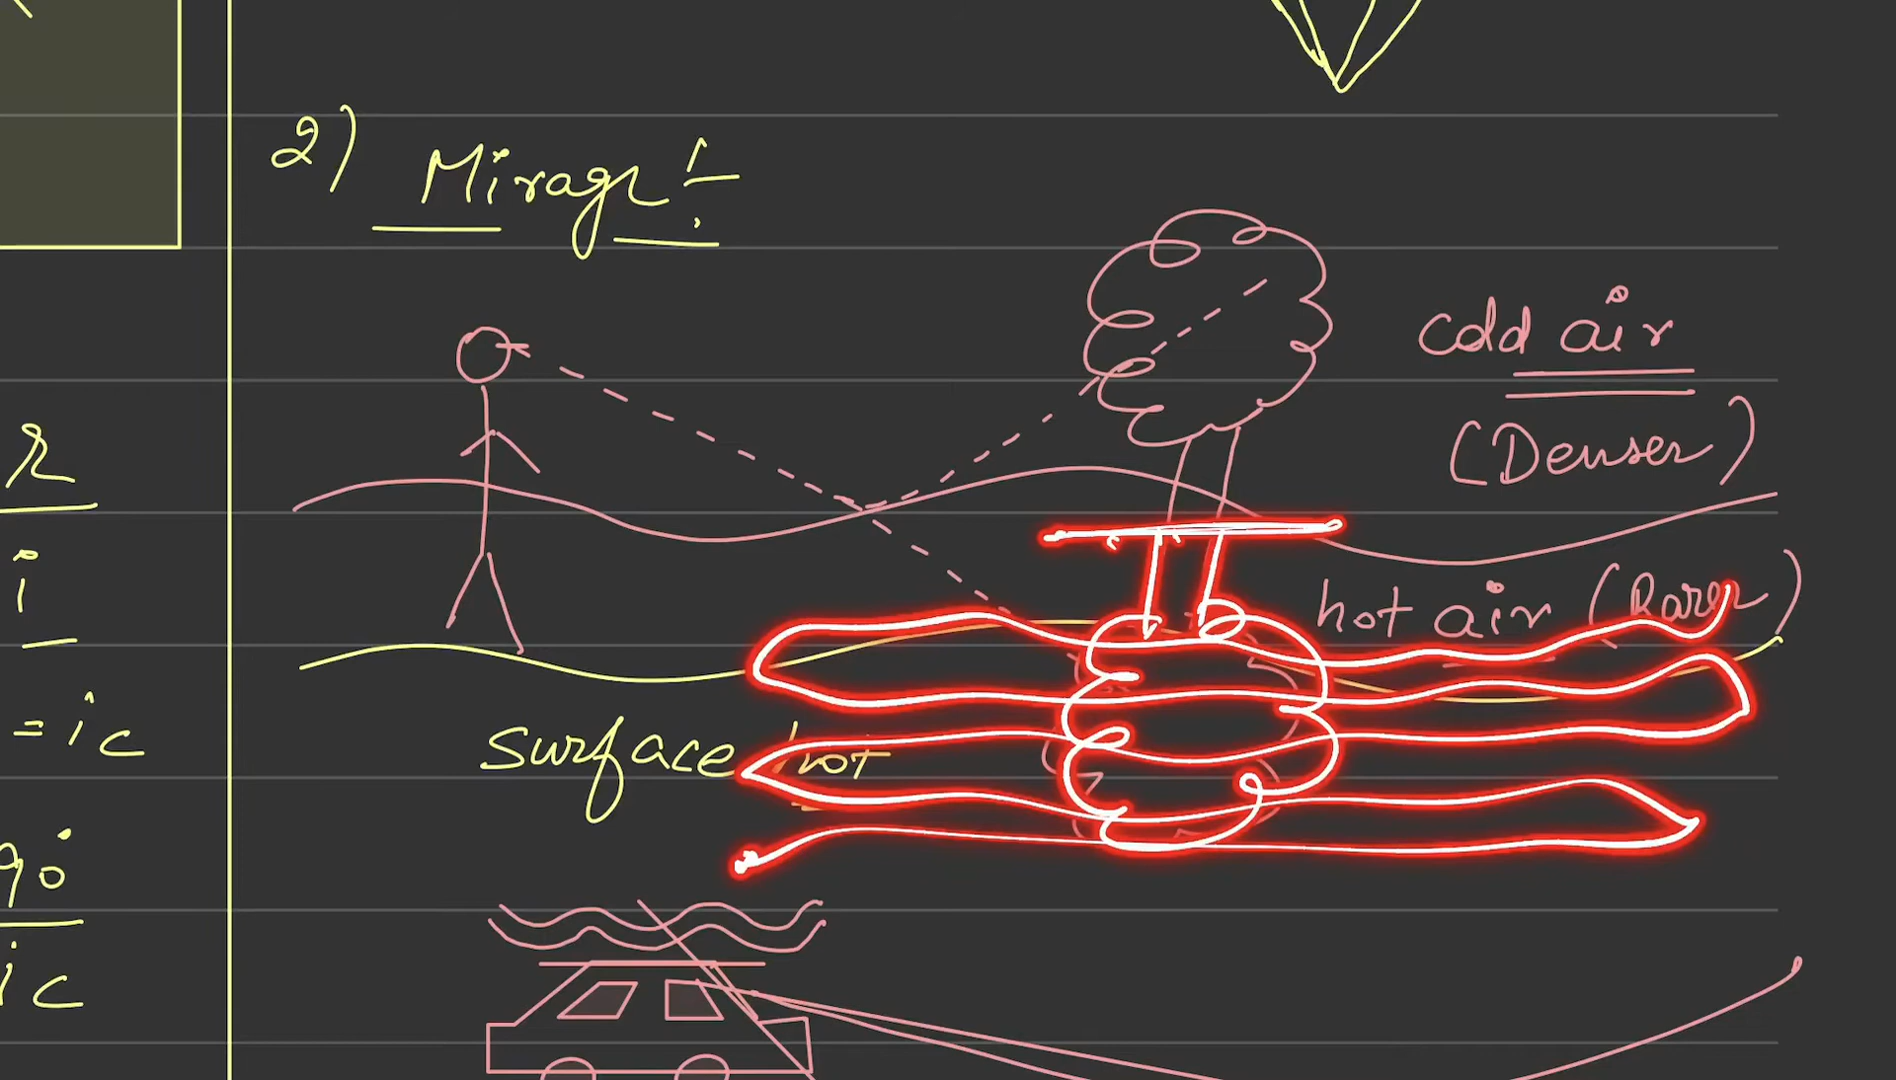 2) Mirage :-
cold air
(Denser)
r
hot air (Rarer)
i
= ic
surface hot
90°
ic